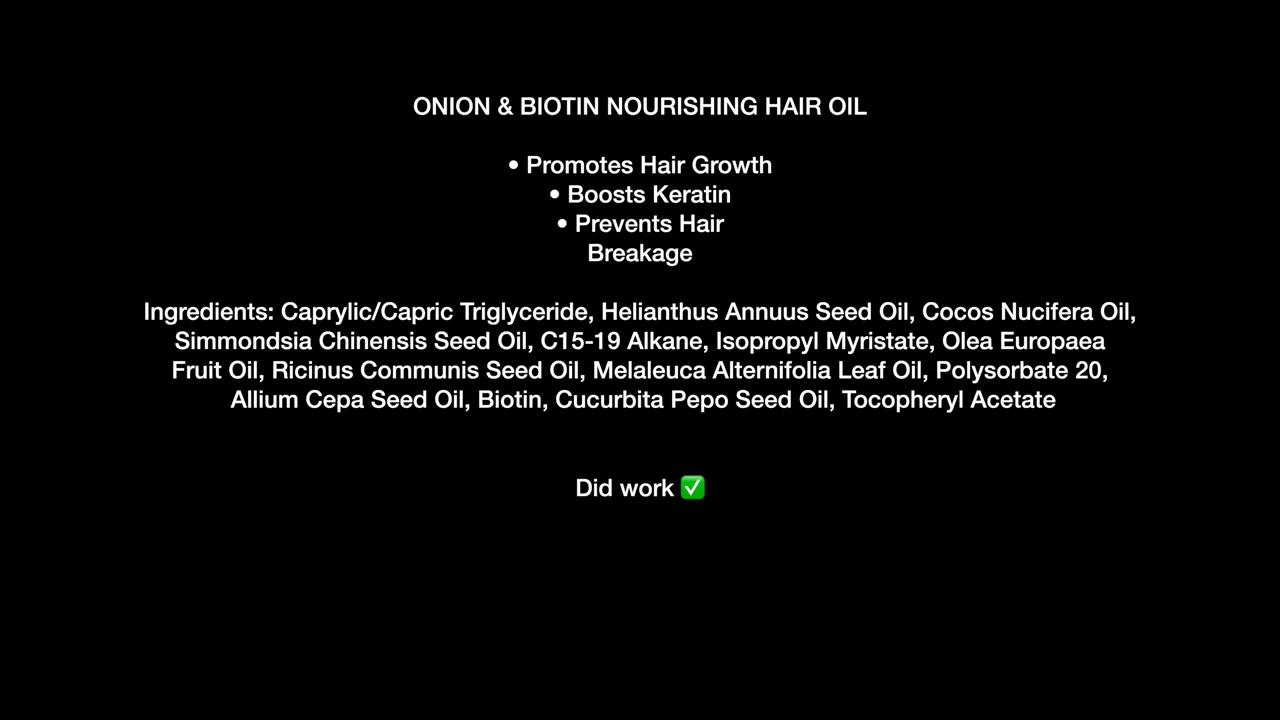 ONION & BIOTIN NOURISHING HAIR OIL
• Promotes Hair Growth
• Boosts Keratin
• Prevents Hair
Breakage
Ingredients: Caprylic/Capric Triglyceride, Helianthus Annuus Seed Oil, Cocos Nucifera Oil,
Simmondsia Chinensis Seed Oil, C15-19 Alkane, Isopropyl Myristate, Olea Europaea
Fruit Oil, Ricinus Communis Seed Oil, Melaleuca Alternifolia Leaf Oil, Polysorbate 20,
Allium Cepa Seed Oil, Biotin, Cucurbita Pepo Seed Oil, Tocopheryl Acetate
Did work ✅